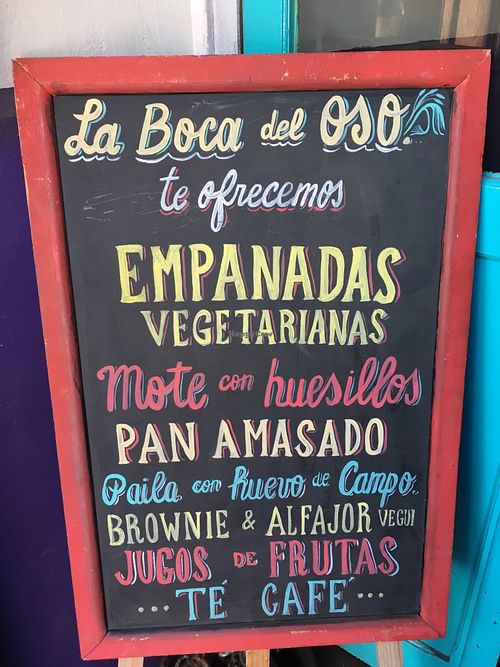 La Boca del OSO.
te ofrecemos
EMPANADAS
VEGETARIANAS
Mote con huesillos
PAN AMASADO
Paila con huevo de Campo.
BROWNIE & ALFAJOR VEGUI
JUGOS DE FRUTAS
... TÉ CAFÉ ...